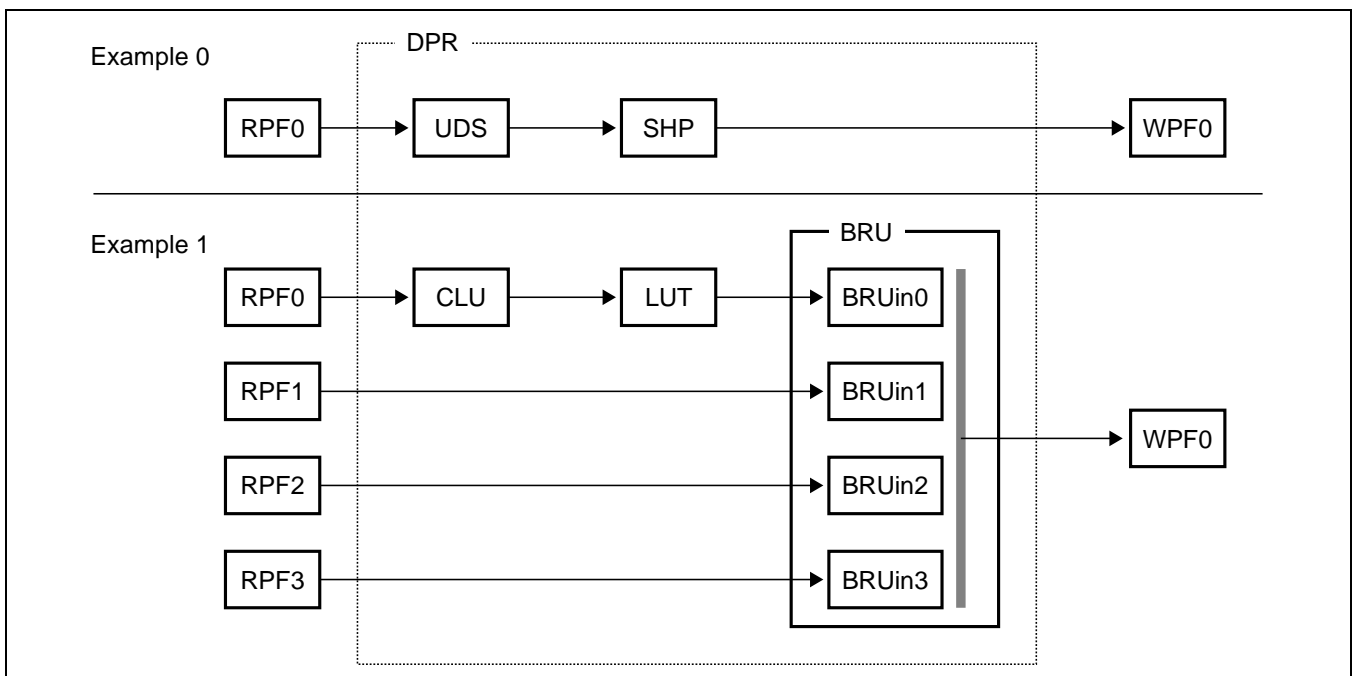 DPR
Example 0
RPF0
UDS
SHP
WPF0
Example 1
BRU
RPF0
CLU
LUT
BRUin0
RPF1
BRUin1
WPF0
RPF2
BRUin2
RPF3
BRUin3